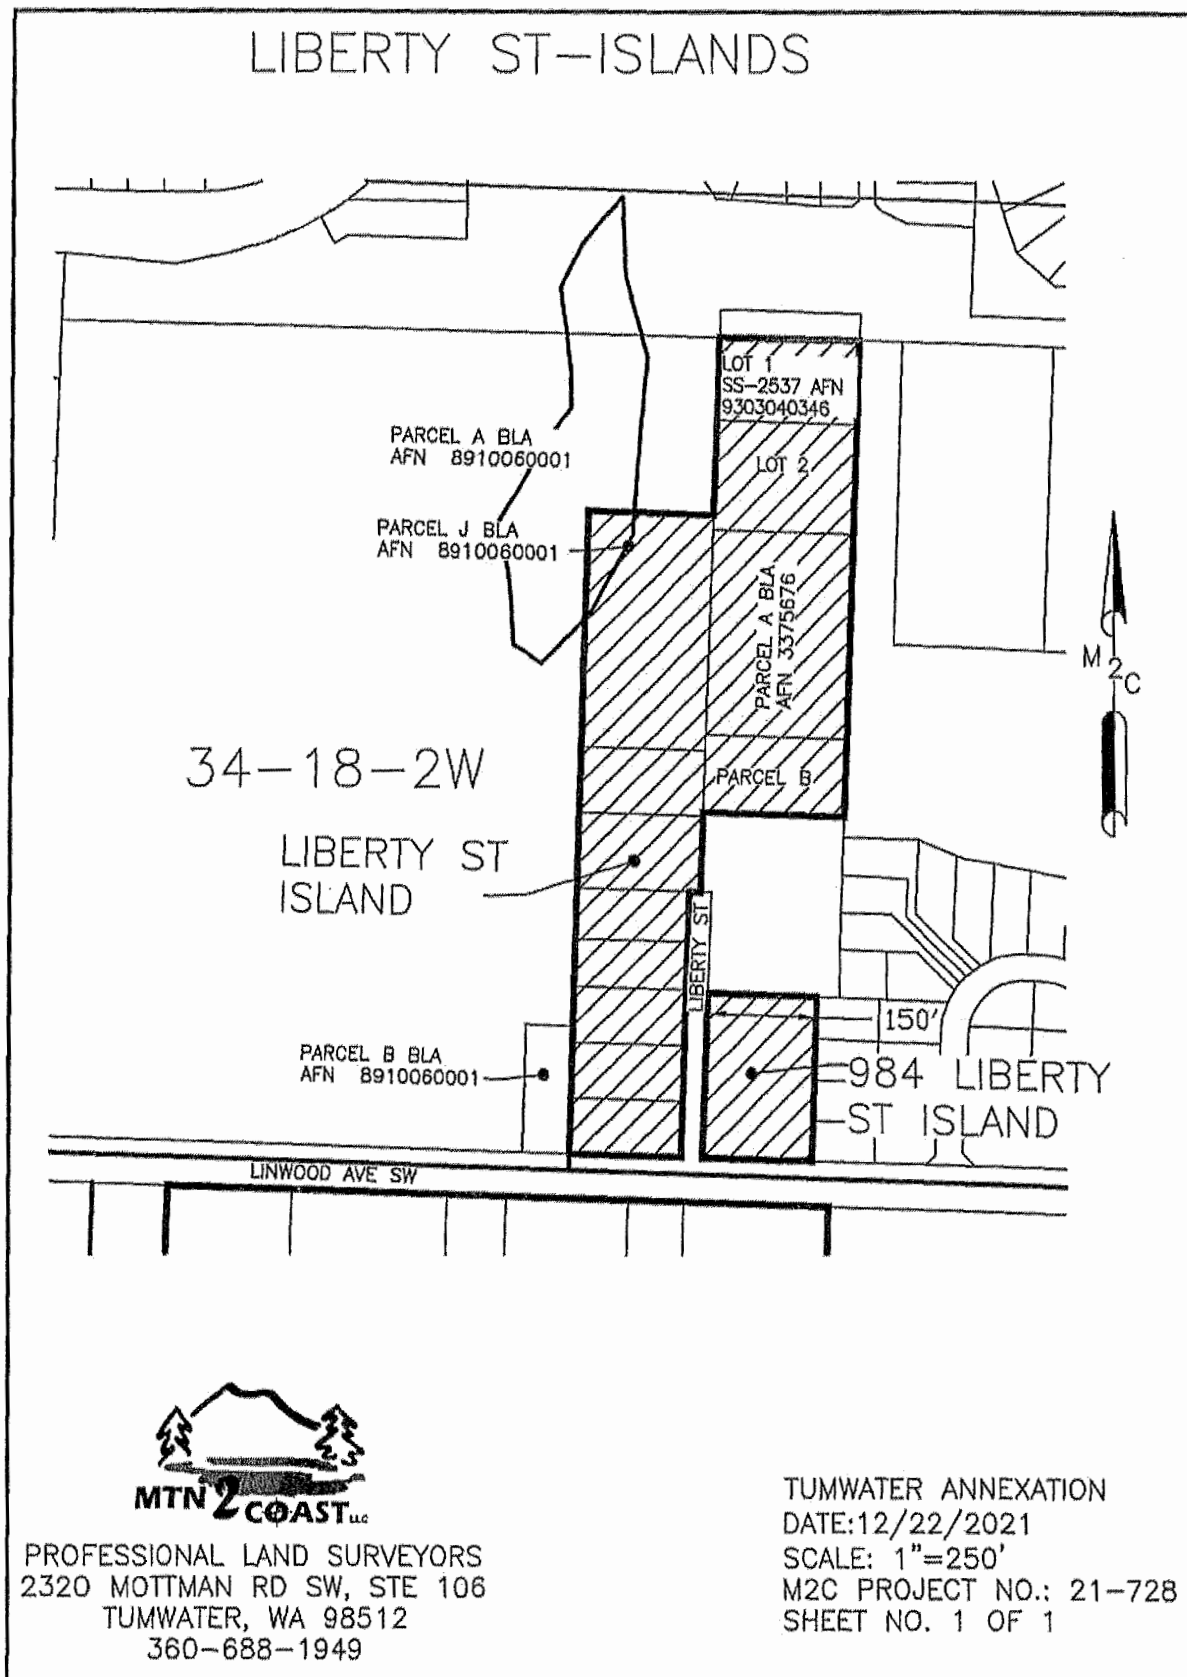 LIBERTY ST-ISLANDS
LOT 1
SS-2537 AFN
9303040346
PARCEL A BLA
AFN 8910060001
LOT 2
PARCEL J BLA
AFN 8910060001
PARCEL A BLA
AFN 3375676
M2C
34-18-2W
PARCEL B
LIBERTY ST
ISLAND
LIBERTY ST
150'
PARCEL B BLA
AFN 8910060001
984 LIBERTY
ST ISLAND
LINWOOD AVE SW
MTN 2 COAST LLC
PROFESSIONAL LAND SURVEYORS
2320 MOTTMAN RD SW, STE 106
TUMWATER, WA 98512
360-688-1949
TUMWATER ANNEXATION
DATE:12/22/2021
SCALE: 1"=250'
M2C PROJECT NO.: 21-728
SHEET NO. 1 OF 1